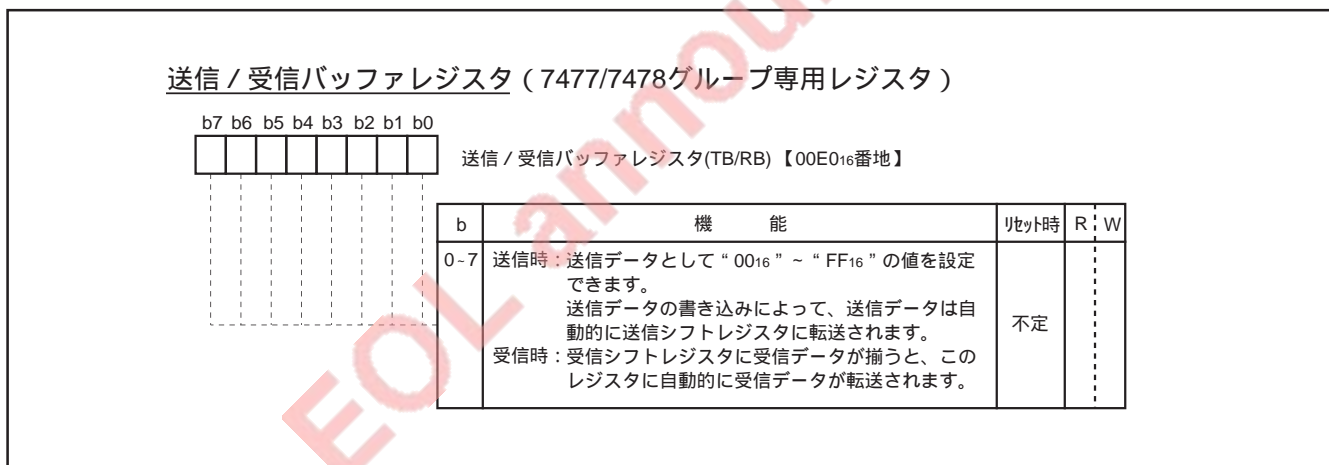 送信 / 受信バッファレジスタ ( 7477/7478グループ専用レジスタ )
b7 b6 b5 b4 b3 b2 b1 b0
送信 / 受信バッファレジスタ(TB/RB) 【00E016番地】
b 機 能 リセット時 R W
0~7 送信時 : 送信データとして “ 0016 ” ~ “ FF16 ” の値を設定
できます。
送信データの書き込みによって、送信データは自
動的に送信シフトレジスタに転送されます。
不定
受信時 : 受信シフトレジスタに受信データが揃うと、この
レジスタに自動的に受信データが転送されます。
EOL annou